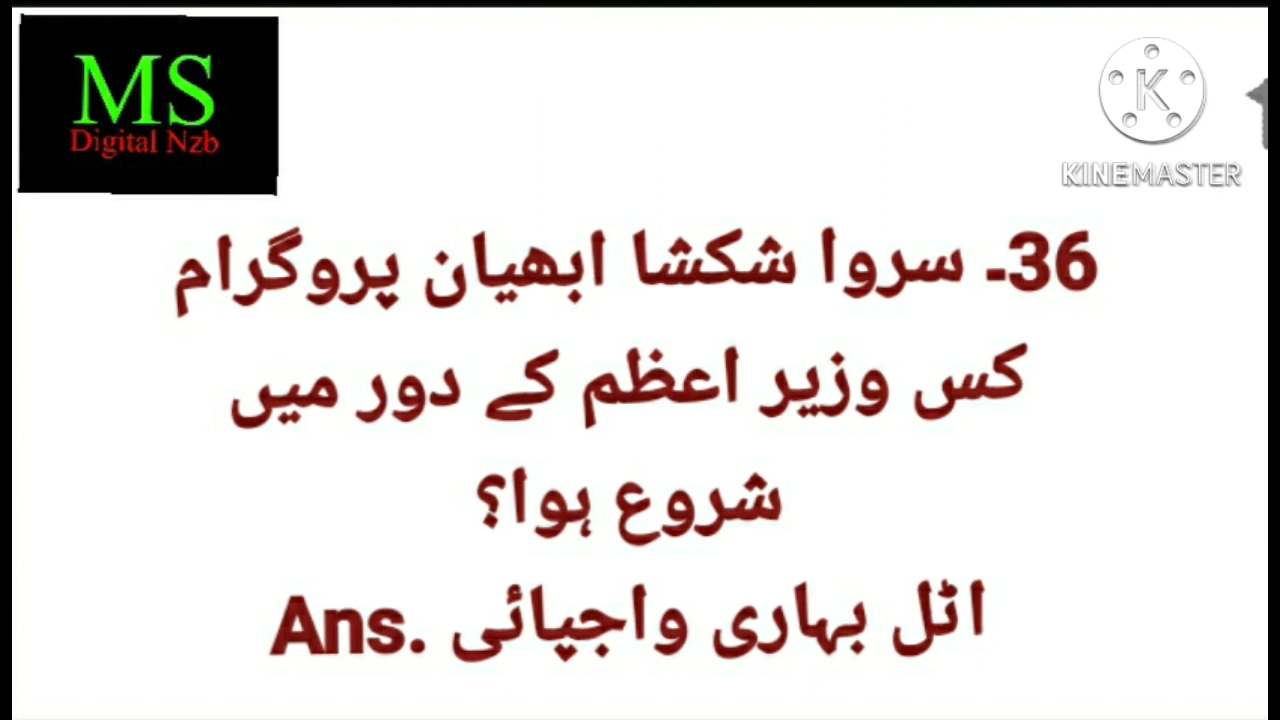 MS
Digital Nzb
K
KINEMASTER
36۔ سروا شکشا ابھیان پروگرام
کس وزیر اعظم کے دور میں
شروع ہوا؟
اٹل بہاری واجپائی .Ans